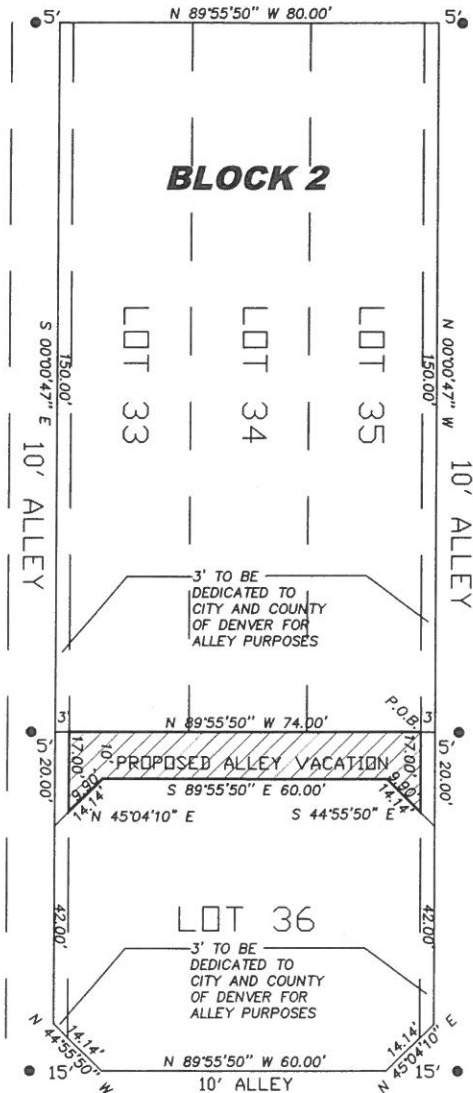 5' N 89°55'50" W 80.00' 5'
BLOCK 2
S 00°00'47" E
150.00'
10' ALLEY
LOT 33
LOT 34
LOT 35
N 00°00'47" W
150.00'
10' ALLEY
3' TO BE
DEDICATED TO
CITY AND COUNTY
OF DENVER FOR
ALLEY PURPOSES
P.O.B.
3' N 89°55'50" W 74.00' 3'
5'
20.00'
17.00'
10'
PROPOSED ALLEY VACATION
17.00'
5'
20.00'
S 89°55'50" E 60.00'
9.90'
14.14'
N 45°04'10" E
9.90'
14.14'
S 44°55'50" E
42.00'
LOT 36
42.00'
3' TO BE
DEDICATED TO
CITY AND COUNTY
OF DENVER FOR
ALLEY PURPOSES
14.14'
N 44°55'50" W
14.14'
N 45°04'10" E
15' N 89°55'50" W 60.00' 15'
10' ALLEY